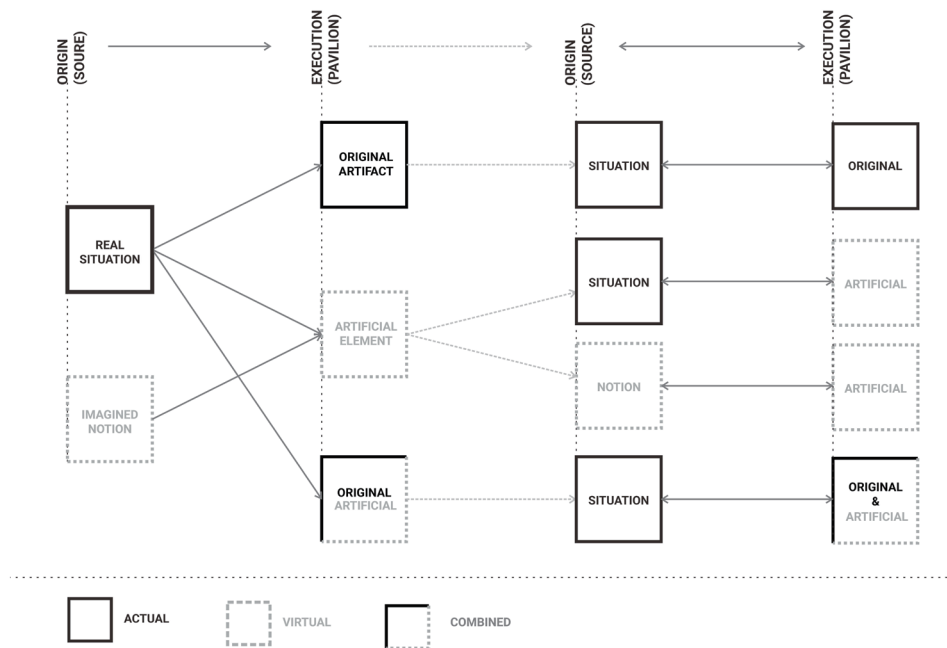 ORIGIN
(SOURE)
EXECUTION
(PAVILION)
ORIGIN
(SOURCE)
EXECUTION
(PAVILION)
REAL
SITUATION
IMAGINED
NOTION
ORIGINAL
ARTIFACT
ARTIFICIAL
ELEMENT
ORIGINAL
ARTIFICIAL
SITUATION
SITUATION
NOTION
SITUATION
ORIGINAL
ARTIFICIAL
ARTIFICIAL
ORIGINAL
&
ARTIFICIAL
ACTUAL
VIRTUAL
COMBINED